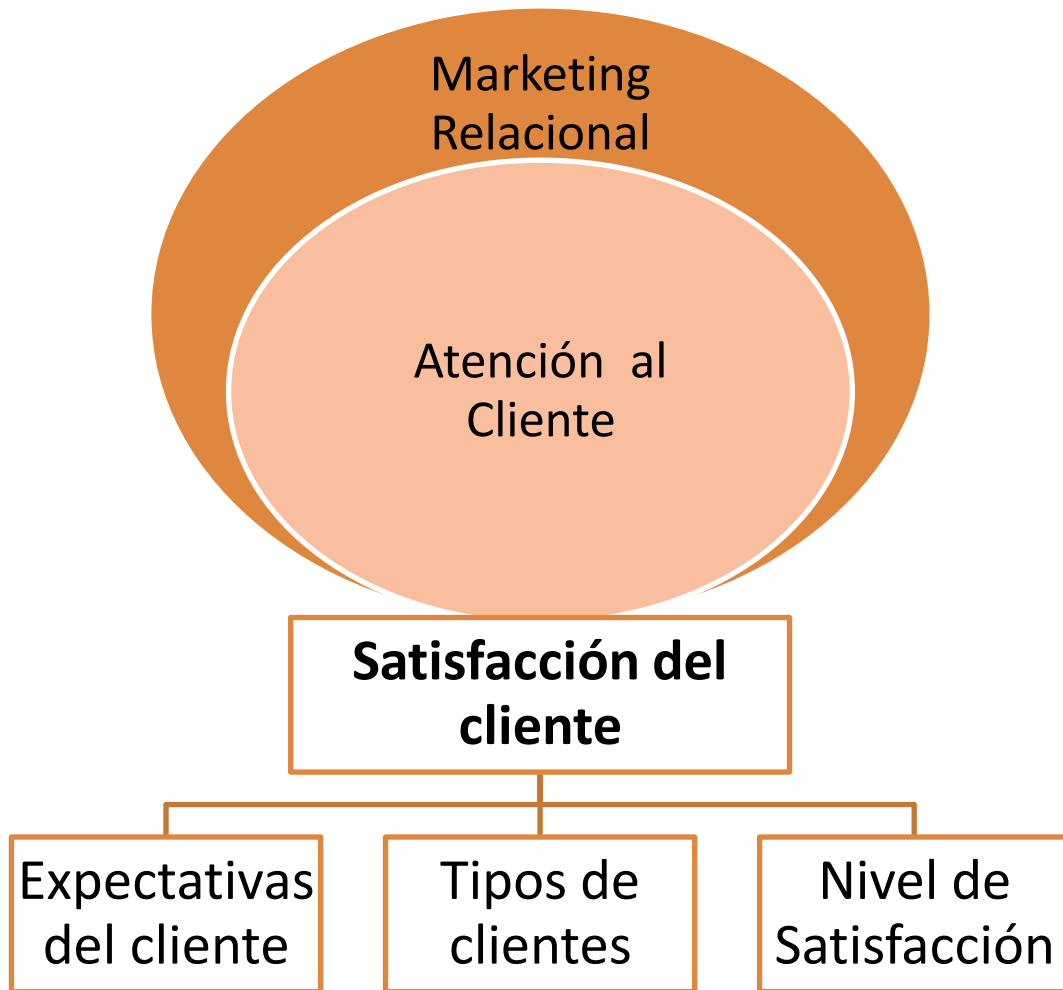 Marketing
Relacional
Atención al
Cliente
Satisfacción del
cliente
Expectativas
del cliente
Tipos de
clientes
Nivel de
Satisfacción